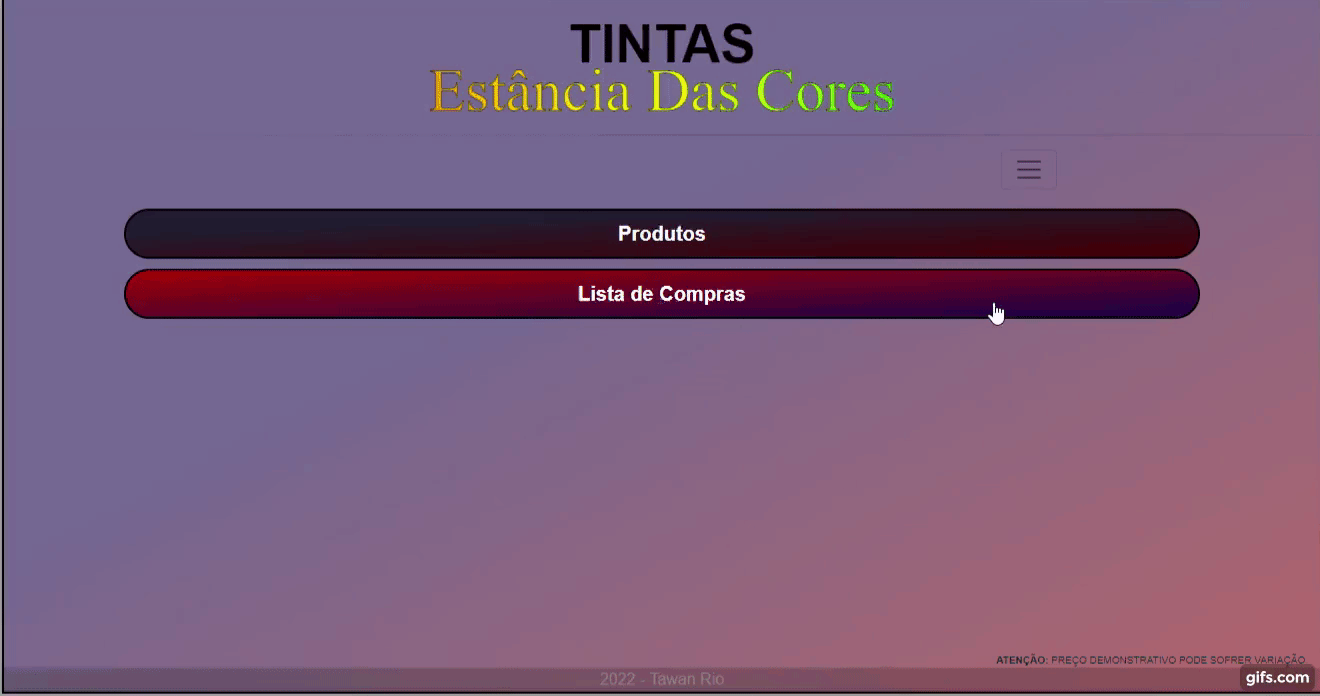 TINTAS
Estância Das Cores
Produtos
Lista de Compras
ATENÇÃO: PREÇO DEMONSTRATIVO PODE SOFRER VARIAÇÃO
2022 - Tawan Rio
gifs.com